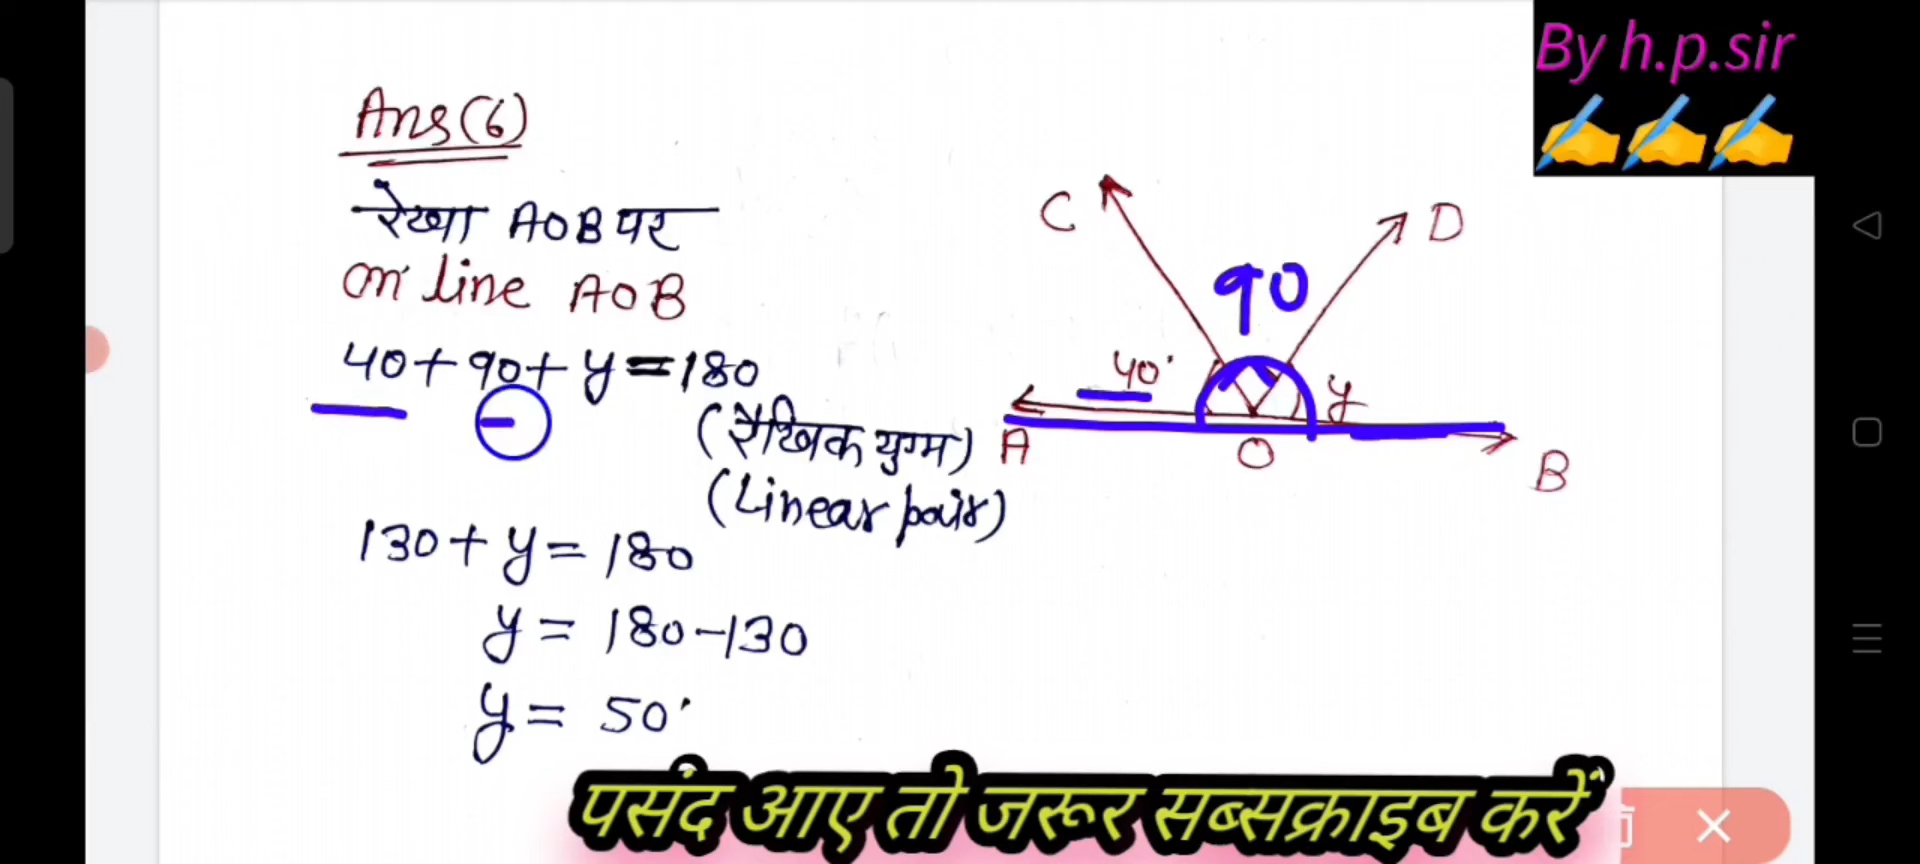 By h.p.sir
Ans(6)
रेखा AOB पर
on line AOB
40+90+y=180
(रैखिक युग्म)
(Linear pair)
130+y=180
y=180-130
y=50°
C
D
90
40°
y
A
O
B
पसंद आए तो जरूर सब्सक्राइब करें